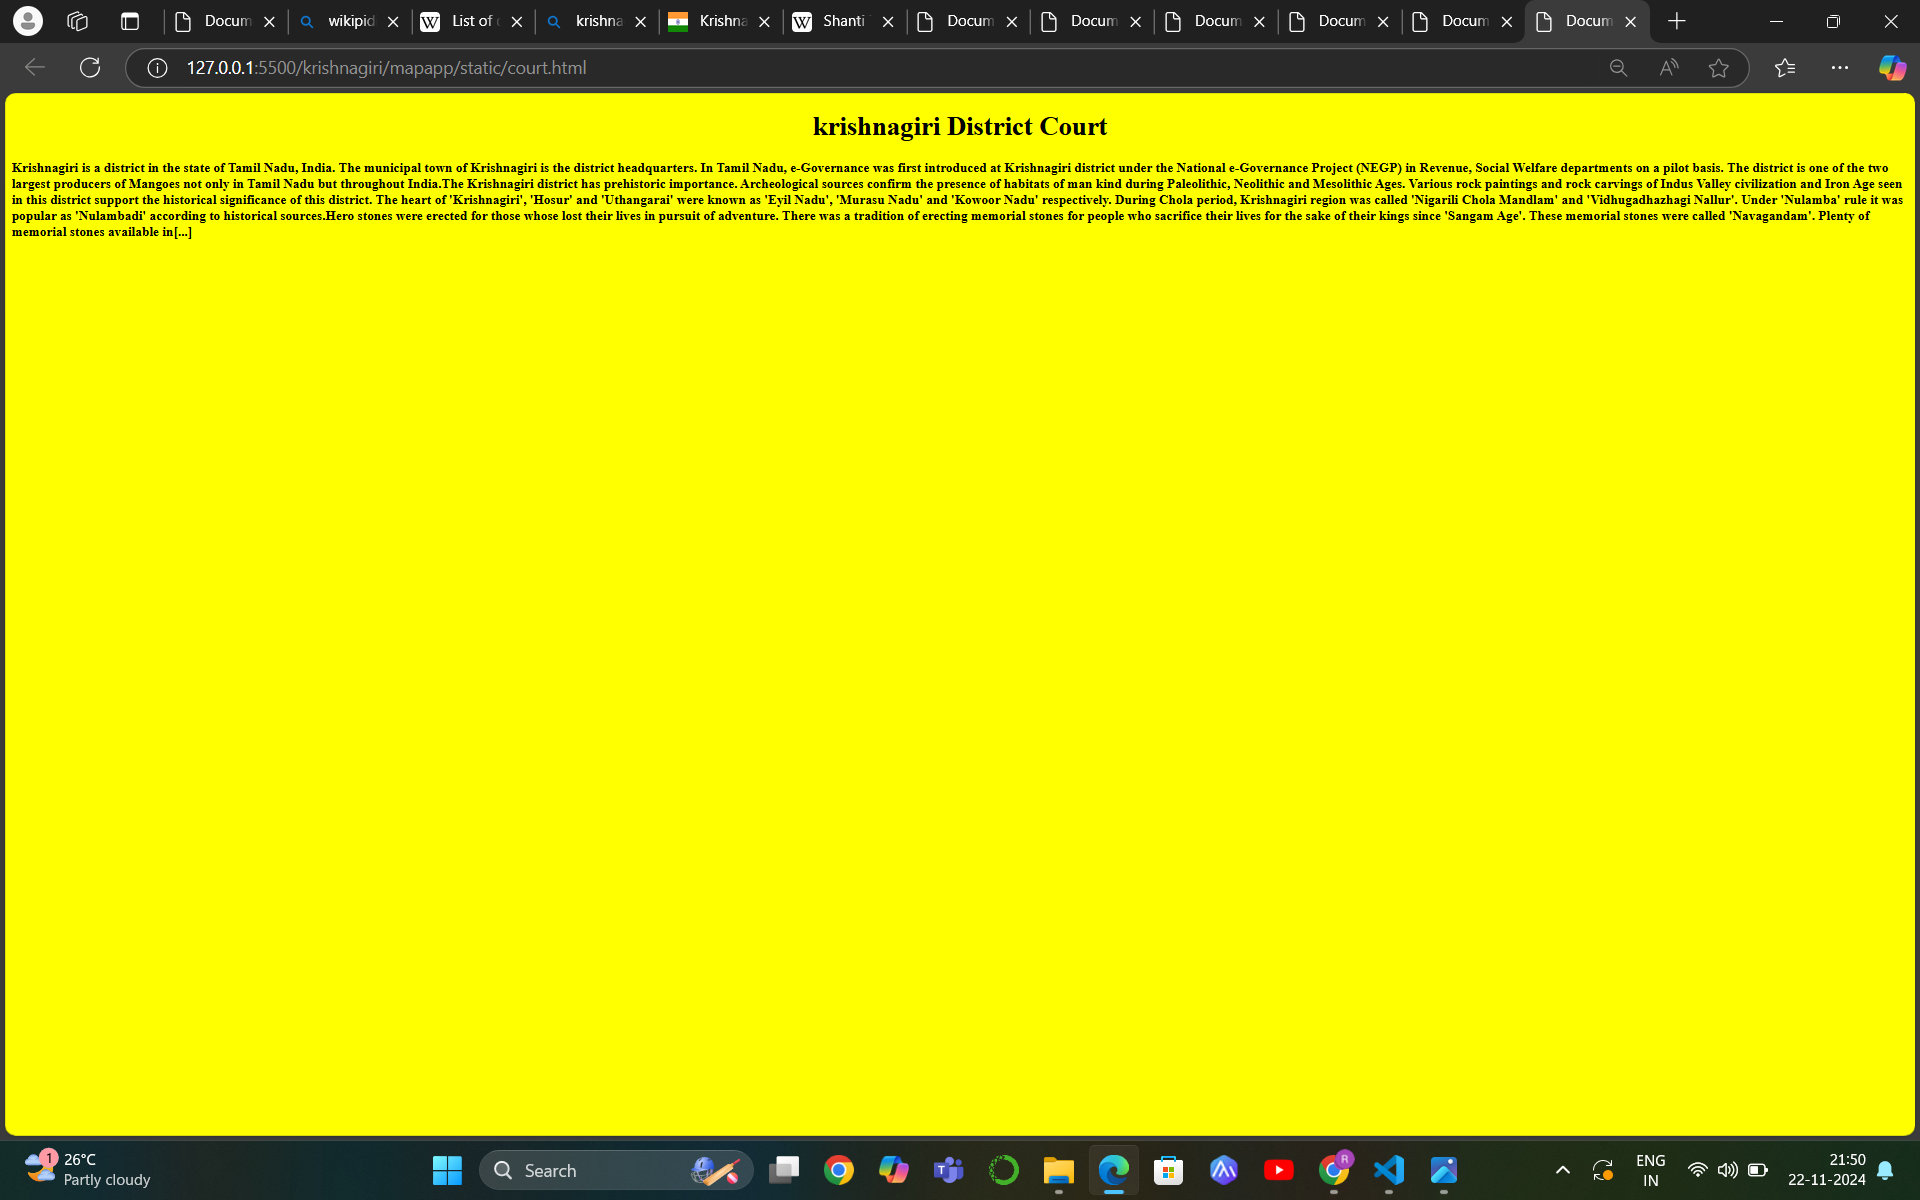 Docum
wikipid
List of
krishna
Krishna
Shanti
Docum
Docum
Docum
Docum
Docum
Docum
127.0.0.1:5500/krishnagiri/mapapp/static/court.html
krishnagiri District Court
Krishnagiri is a district in the state of Tamil Nadu, India. The municipal town of Krishnagiri is the district headquarters. In Tamil Nadu, e-Governance was first introduced at Krishnagiri district under the National e-Governance Project (NEGP) in Revenue, Social Welfare departments on a pilot basis. The district is one of the two
largest producers of Mangoes not only in Tamil Nadu but throughout India.The Krishnagiri district has prehistoric importance. Archeological sources confirm the presence of habitats of man kind during Paleolithic, Neolithic and Mesolithic Ages. Various rock paintings and rock carvings of Indus Valley civilization and Iron Age seen
in this district support the historical significance of this district. The heart of 'Krishnagiri', 'Hosur' and 'Uthangarai' were known as 'Eyil Nadu', 'Murasu Nadu' and 'Kowoor Nadu' respectively. During Chola period, Krishnagiri region was called 'Nigarili Chola Mandlam' and 'Vidhugadhazhagi Nallur'. Under 'Nulamba' rule it was
popular as 'Nulambadi' according to historical sources.Hero stones were erected for those whose lost their lives in pursuit of adventure. There was a tradition of erecting memorial stones for people who sacrifice their lives for the sake of their kings since 'Sangam Age'. These memorial stones were called 'Navagandam'. Plenty of
memorial stones available in[...]
1
26°C
Partly cloudy
Search
R
ENG
IN
21:50
22-11-2024